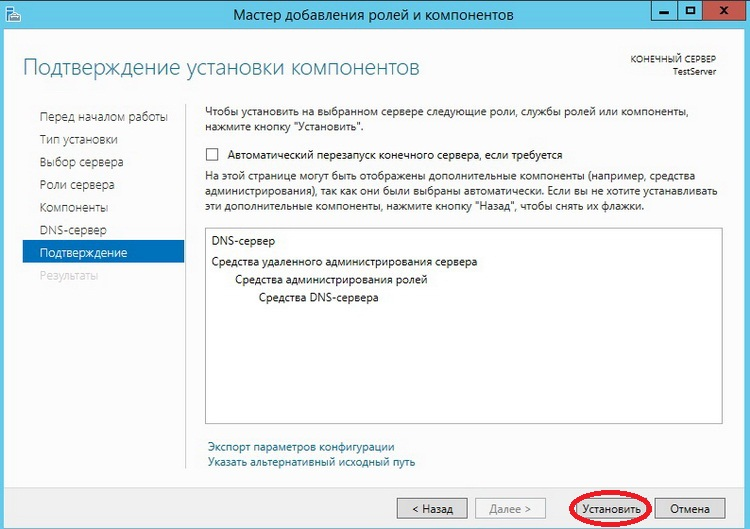 Мастер добавления ролей и компонентов
Подтверждение установки компонентов
КОНЕЧНЫЙ СЕРВЕР
TestServer
Перед началом работы
Тип установки
Выбор сервера
Роли сервера
Компоненты
DNS-сервер
Подтверждение
Результаты
Чтобы установить на выбранном сервере следующие роли, службы ролей или компоненты,
нажмите кнопку "Установить".
Автоматический перезапуск конечного сервера, если требуется
На этой странице могут быть отображены дополнительные компоненты (например, средства
администрирования), так как они были выбраны автоматически. Если вы не хотите устанавливать
эти дополнительные компоненты, нажмите кнопку "Назад", чтобы снять их флажки.
DNS-сервер
Средства удаленного администрирования сервера
Средства администрирования ролей
Средства DNS-сервера
Экспорт параметров конфигурации
Указать альтернативный исходный путь
< Назад
Далее >
Установить
Отмена